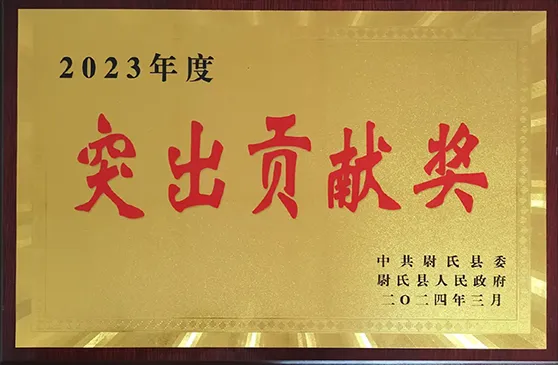 2023年度
突出贡献奖
中共尉氏县委
尉氏县人民政府
二〇二四年三月